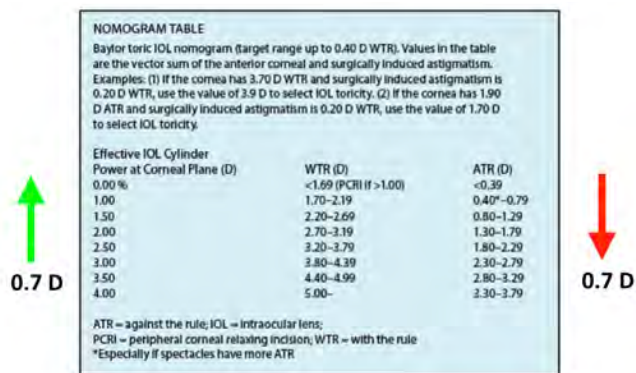 NOMOGRAM TABLE
Baylor toric IOL nomogram (target range up to 0.40 D WTR). Values in the table
are the vector sum of the anterior corneal and surgically induced astigmatism.
Examples: (1) If the cornea has 3.70 D WTR and surgically induced astigmatism is
0.20 D WTR, use the value of 3.9 D to select IOL toricity. (2) If the cornea has 1.90
D ATR and surgically induced astigmatism is 0.20 D WTR, use the value of 1.70 D
to select IOL toricity.
Effective IOL Cylinder
Power at Corneal Plane (D) WTR (D) ATR (D)
0.00 % <1.69 (PCRI if >1.00) <0.39
1.00 1.70–2.19 0.40*–0.79
1.50 2.20–2.69 0.80–1.29
2.00 2.70–3.19 1.30–1.79
2.50 3.20–3.79 1.80–2.29
3.00 3.80–4.39 2.30–2.79
3.50 4.40–4.99 2.80–3.29
4.00 5.00– 3.30–3.79
0.7 D 0.7 D
ATR = against the rule; IOL = intraocular lens;
PCRI = peripheral corneal relaxing incision; WTR = with the rule
*Especially if spectacles have more ATR